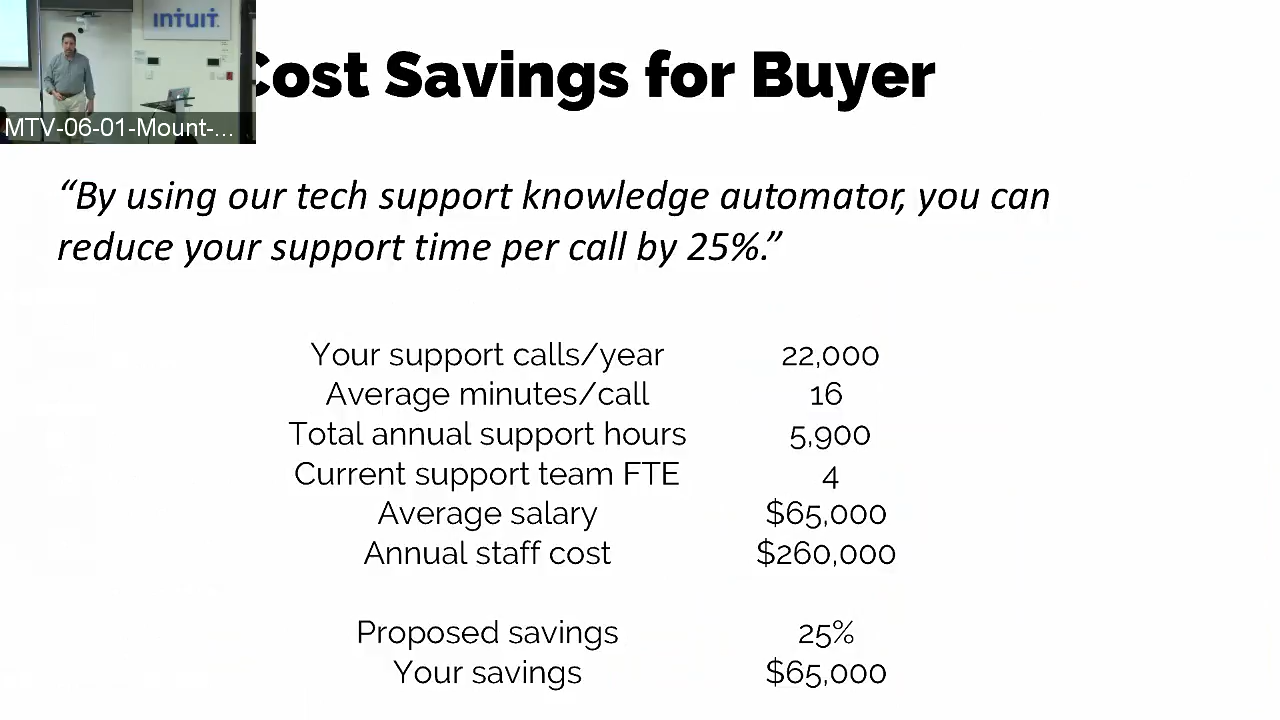 INTUIT.
MTV-06-01-Mount-...
Cost Savings for Buyer
“By using our tech support knowledge automator, you can
reduce your support time per call by 25%.”
Your support calls/year 22,000
Average minutes/call 16
Total annual support hours 5,900
Current support team FTE 4
Average salary $65,000
Annual staff cost $260,000
Proposed savings 25%
Your savings $65,000